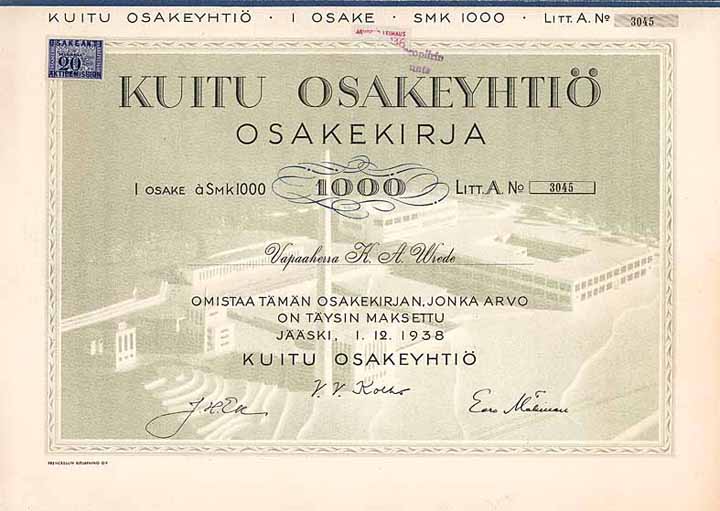 KUITU OSAKEYHTIÖ · 1 OSAKE · SMK 1000 · LITT. A. Nº 3045
20
KUITU OSAKEYHTIÖ
OSAKEKIRJA
1 OSAKE à SMK 1000 1000 LITT. A. Nº 3045
Vapaaherra K. A. Wrede
OMISTAA TÄMÄN OSAKEKIRJAN, JONKA ARVO
ON TÄYSIN MAKSETTU
JÄÄSKI, 1.12.1938
KUITU OSAKEYHTIÖ